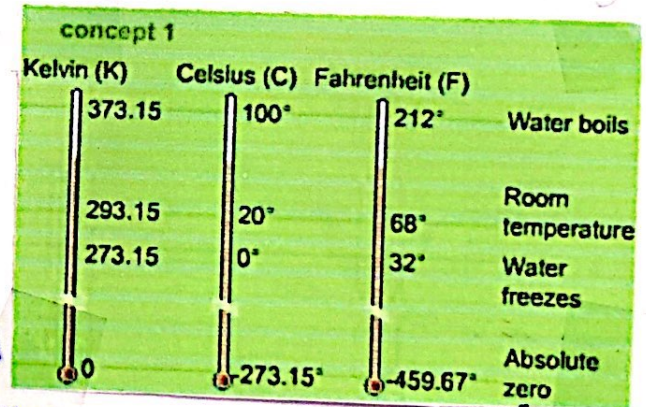 concept 1
Kelvin (K) Celsius (C) Fahrenheit (F)
373.15 100° 212° Water boils
293.15 20° 68° Room temperature
273.15 0° 32° Water freezes
0 -273.15° -459.67° Absolute zero